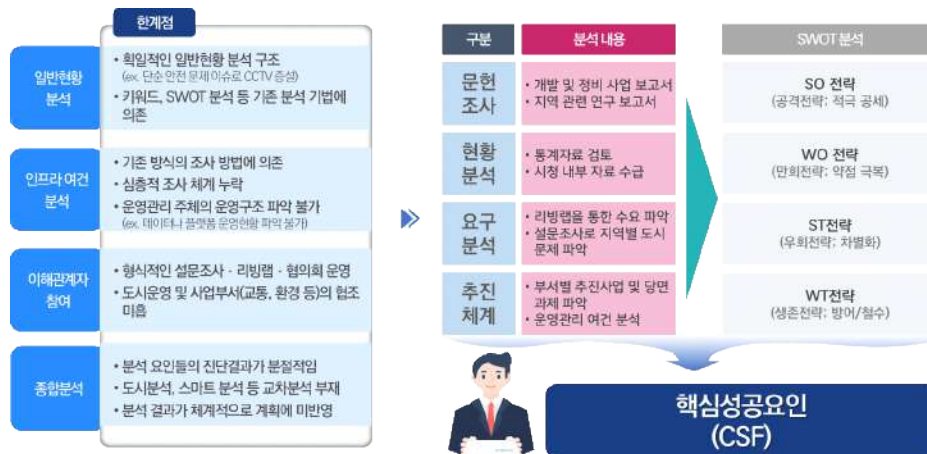 한계점
일반현황
분석
• 획일적인 일반현황 분석 구조
(ex. 단순 안전 문제 이슈로 CCTV 증설)
• 키워드, SWOT 분석 등 기존 분석 기법에
의존
인프라 여건
분석
• 기존 방식의 조사 방법에 의존
• 심층적 조사 체계 누락
• 운영관리 주체의 운영구조 파악 불가
(ex. 데이터나 플랫폼 운영현황 파악 불가)
이해관계자
참여
• 형식적인 설문조사 · 리빙랩 · 협의회 운영
• 도시운영 및 사업부서(교통, 환경 등)의 협조
미흡
종합분석
• 분석 요인들의 진단결과가 분절적임
• 도시분석, 스마트 분석 등 교차분석 부재
• 분석 결과가 체계적으로 계획에 미반영
구분
분석 내용
SWOT 분석
문헌
조사
• 개발 및 정비 사업 보고서
• 지역 관련 연구 보고서
현황
분석
• 통계자료 검토
• 시청 내부 자료 수급
요구
분석
• 리빙랩을 통한 수요 파악
• 설문조사로 지역별 도시
문제 파악
추진
체계
• 부서별 추진사업 및 당면
과제 파악
• 운영관리 여건 분석
SO 전략
(공격전략: 적극 공세)
WO 전략
(만회전략: 약점 극복)
ST전략
(우회전략: 차별화)
WT전략
(생존전략: 방어/철수)
핵심성공요인
(CSF)